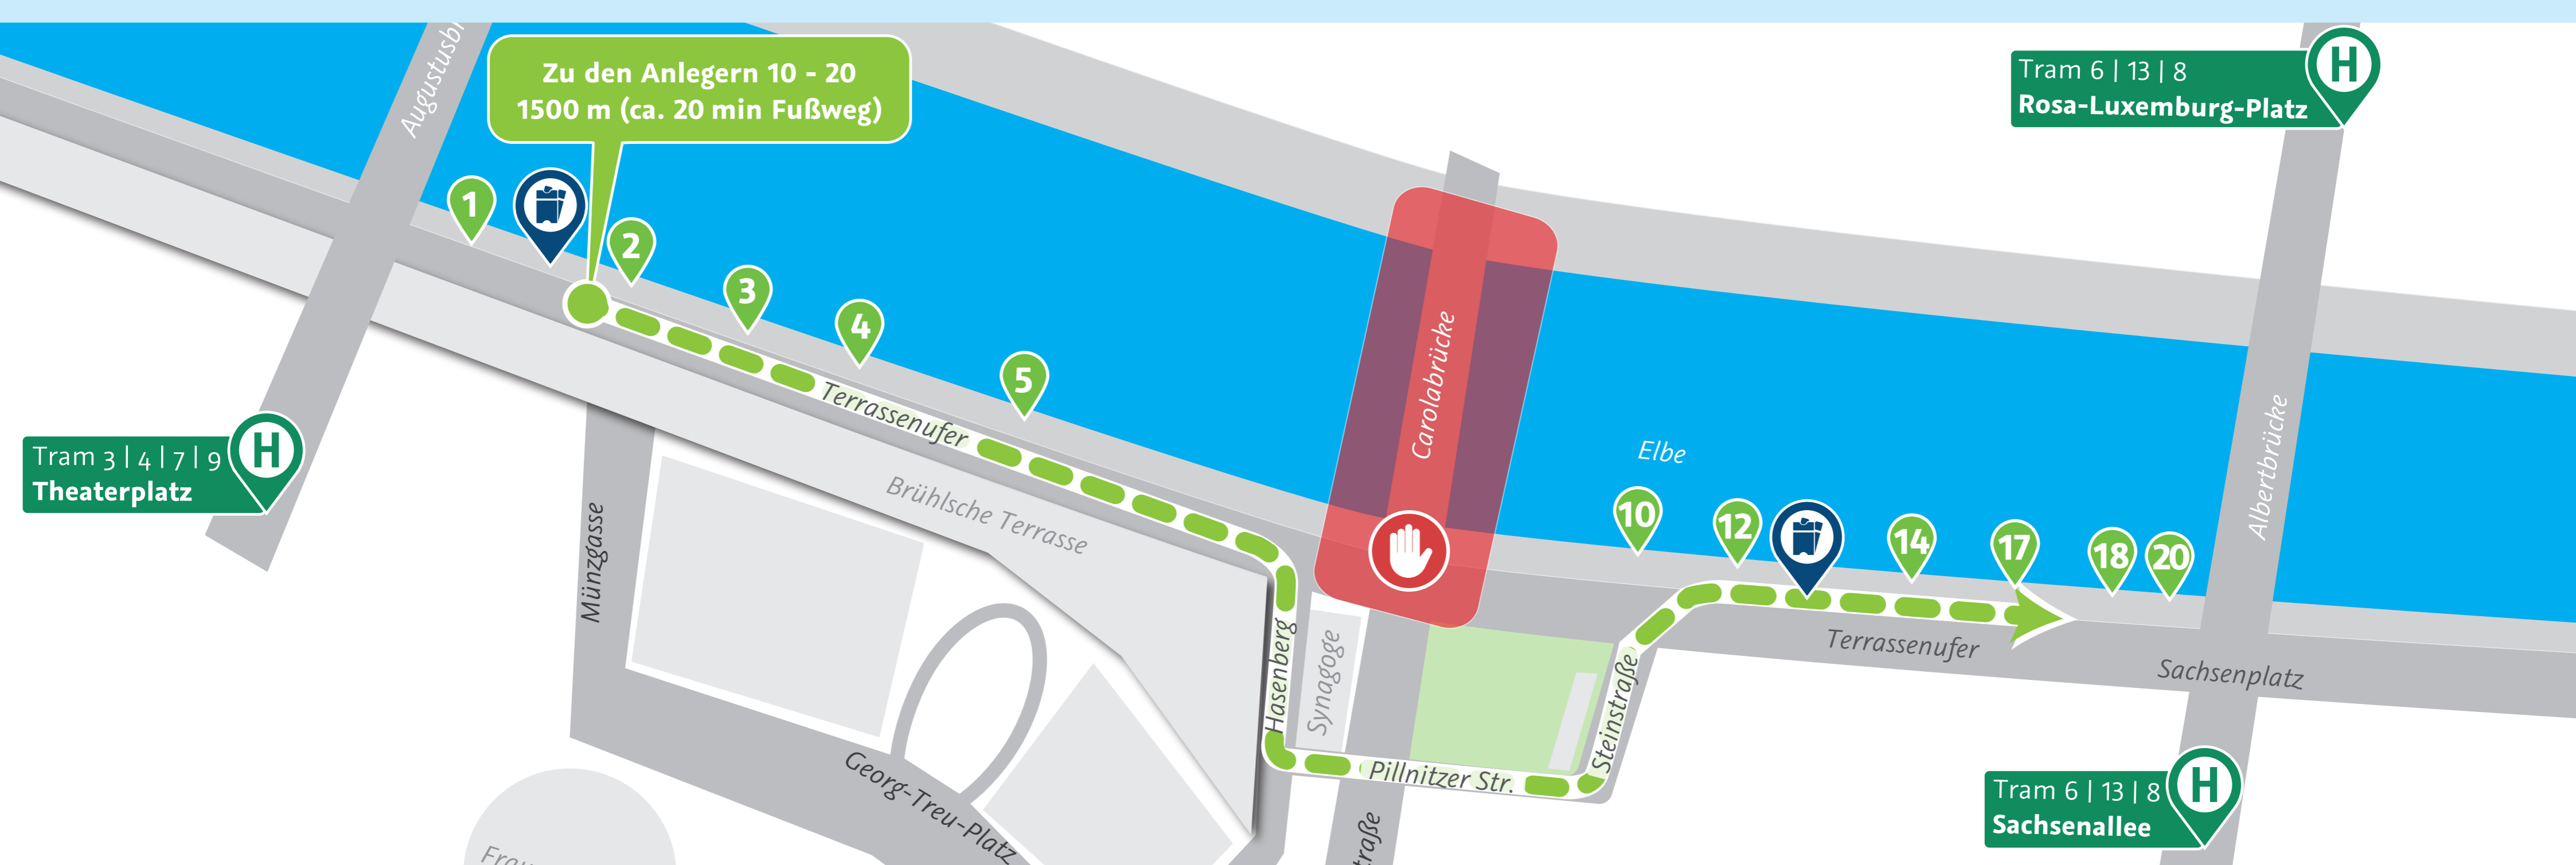 Zu den Anlegern 10 - 20
1500 m (ca. 20 min Fußweg)
Tram 6 | 13 | 8
Rosa-Luxemburg-Platz
H
1
2
3
4
5
Terrassenufer
Brühlsche Terrasse
Carolabrücke
Elbe
Albertbrücke
Tram 3 | 4 | 7 | 9
Theaterplatz
H
10
12
14
17
18
20
Münzgasse
Hasenberg
Synagoge
Steinstraße
Terrassenufer
Sachsenplatz
Pillnitzer Str.
Georg-Treu-Platz
Tram 6 | 13 | 8
Sachsenallee
H